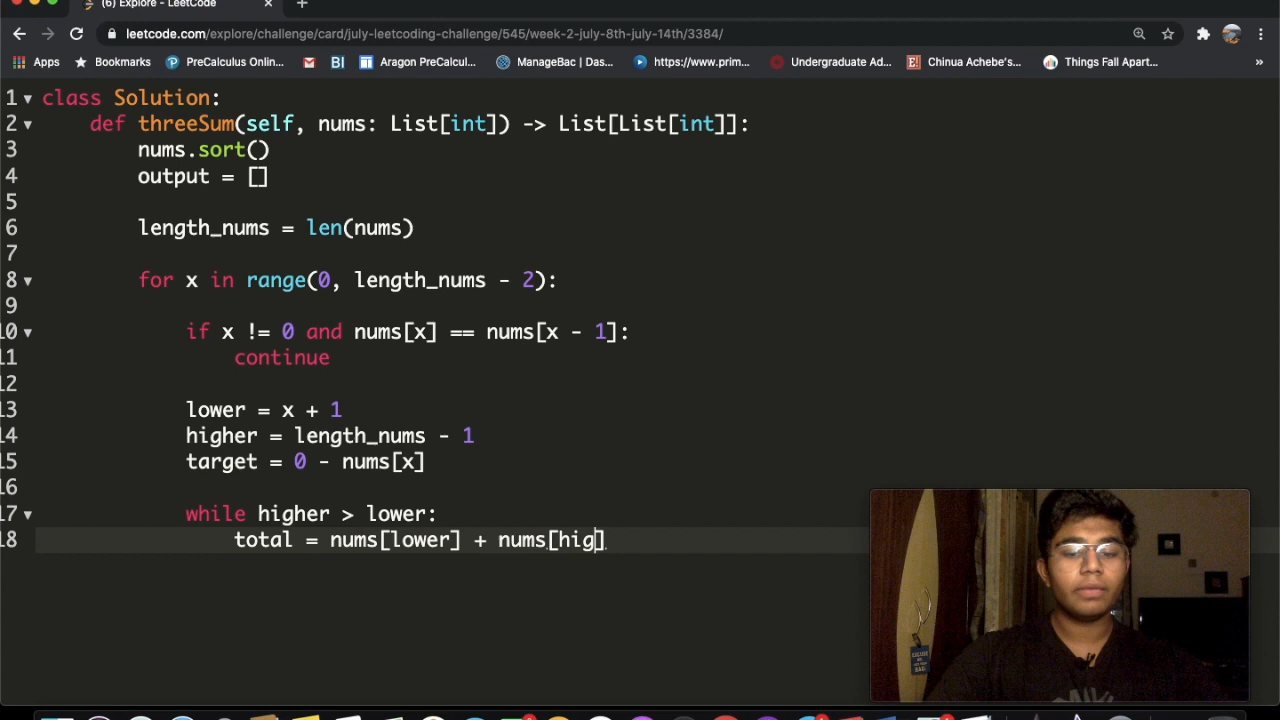 (6) Explore - LeetCode
leetcode.com/explore/challenge/card/july-leetcoding-challenge/545/week-2-july-8th-july-14th/3384/
Apps Bookmarks PreCalculus Onlin... BI Aragon PreCalcul... ManageBac | Das... https://www.prim... Undergraduate Ad... E! Chinua Achebe's... Things Fall Apart... »
1 class Solution:
2 def threeSum(self, nums: List[int]) -> List[List[int]]:
3 nums.sort()
4 output = []
5
6 length_nums = len(nums)
7
8 for x in range(0, length_nums - 2):
9
10 if x != 0 and nums[x] == nums[x - 1]:
11 continue
12
13 lower = x + 1
14 higher = length_nums - 1
15 target = 0 - nums[x]
16
17 while higher > lower:
18 total = nums[lower] + nums[hig]